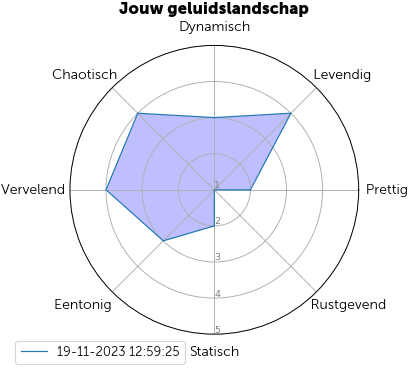 Jouw geluidslandschap
Dynamisch
Chaotisch
Levendig
Vervelend
1
Prettig
2
3
Eentonig
4
Rustgevend
5
19-11-2023 12:59:25
Statisch